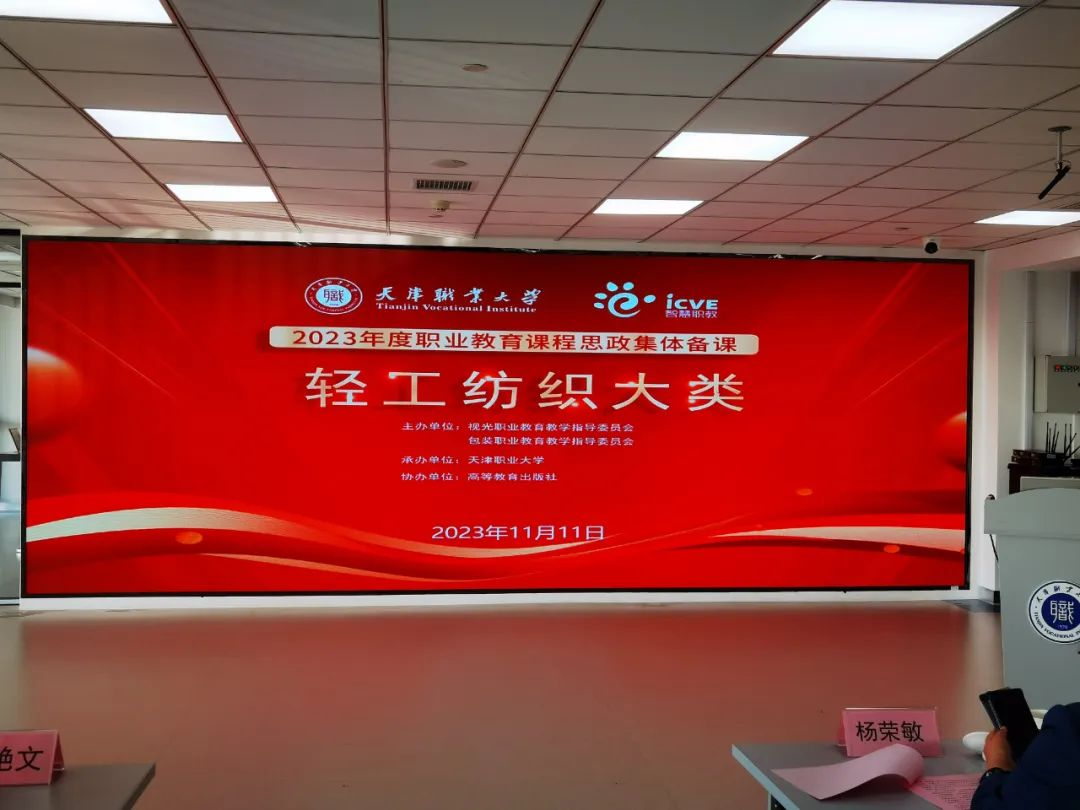 天津職業大学
Tianjin Vocational Institute
icve
智慧职教
2023年度职业教育课程思政集体备课
轻工纺织大类
主办单位：视光职业教育教学指导委员会
包装职业教育教学指导委员会
承办单位：天津职业大学
协办单位：高等教育出版社
2023年11月11日
職
艳文
杨荣敏